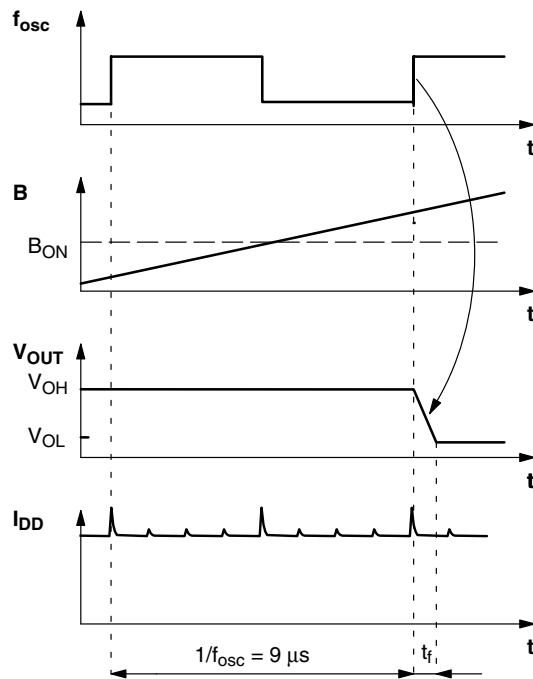 fosc
t
B
BON
t
VOUT
VOH
VOL
t
IDD
t
1/fosc = 9 μs
tf